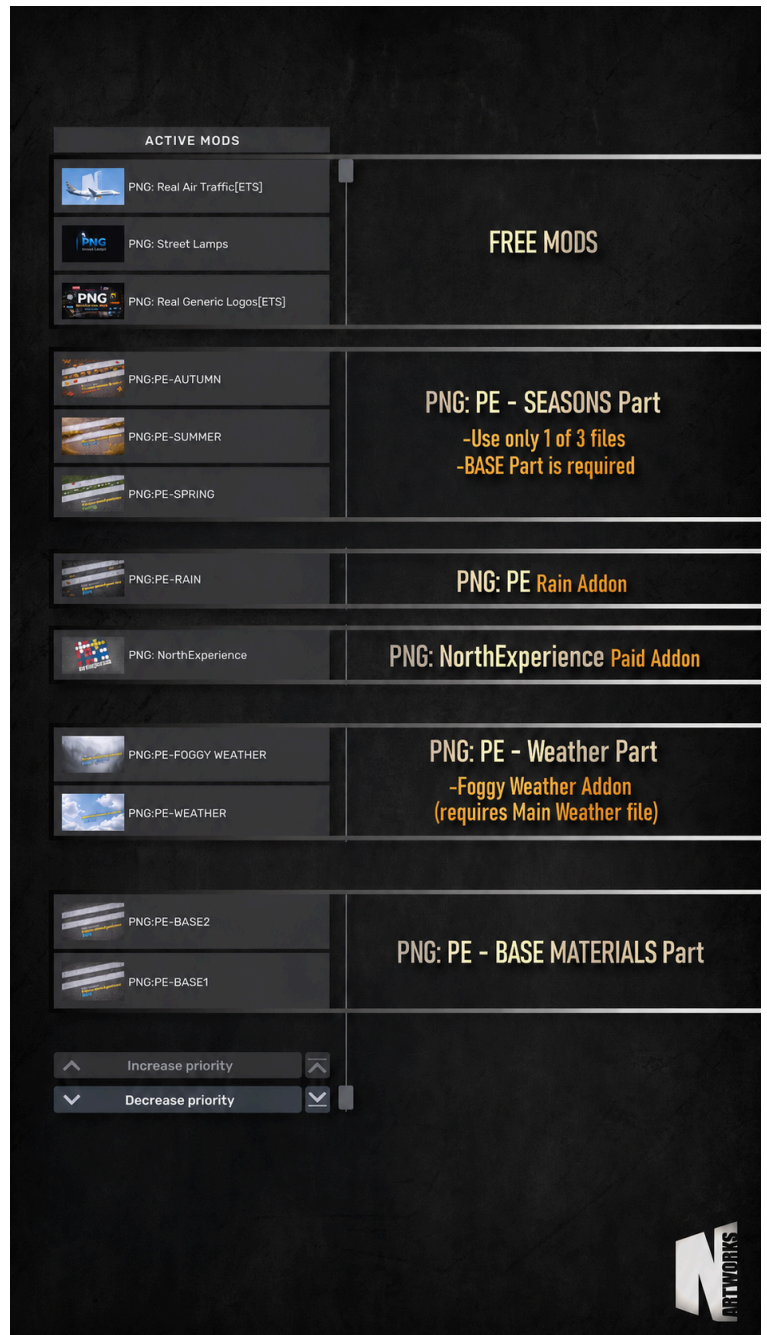 ACTIVE MODS
PNG: Real Air Traffic[ETS]
PNG
PNG: Street Lamps
PNG
PNG: Real Generic Logos[ETS]
FREE MODS
PNG:PE-AUTUMN
PNG:PE-SUMMER
PNG:PE-SPRING
PNG: PE - SEASONS Part
-Use only 1 of 3 files
-BASE Part is required
PNG:PE-RAIN
PNG: PE Rain Addon
PNG: NorthExperience
PNG: NorthExperience Paid Addon
PNG:PE-FOGGY WEATHER
PNG:PE-WEATHER
PNG: PE - Weather Part
-Foggy Weather Addon
(requires Main Weather file)
PNG:PE-BASE2
PNG:PE-BASE1
PNG: PE - BASE MATERIALS Part
Increase priority
Decrease priority
N ARTWORKS